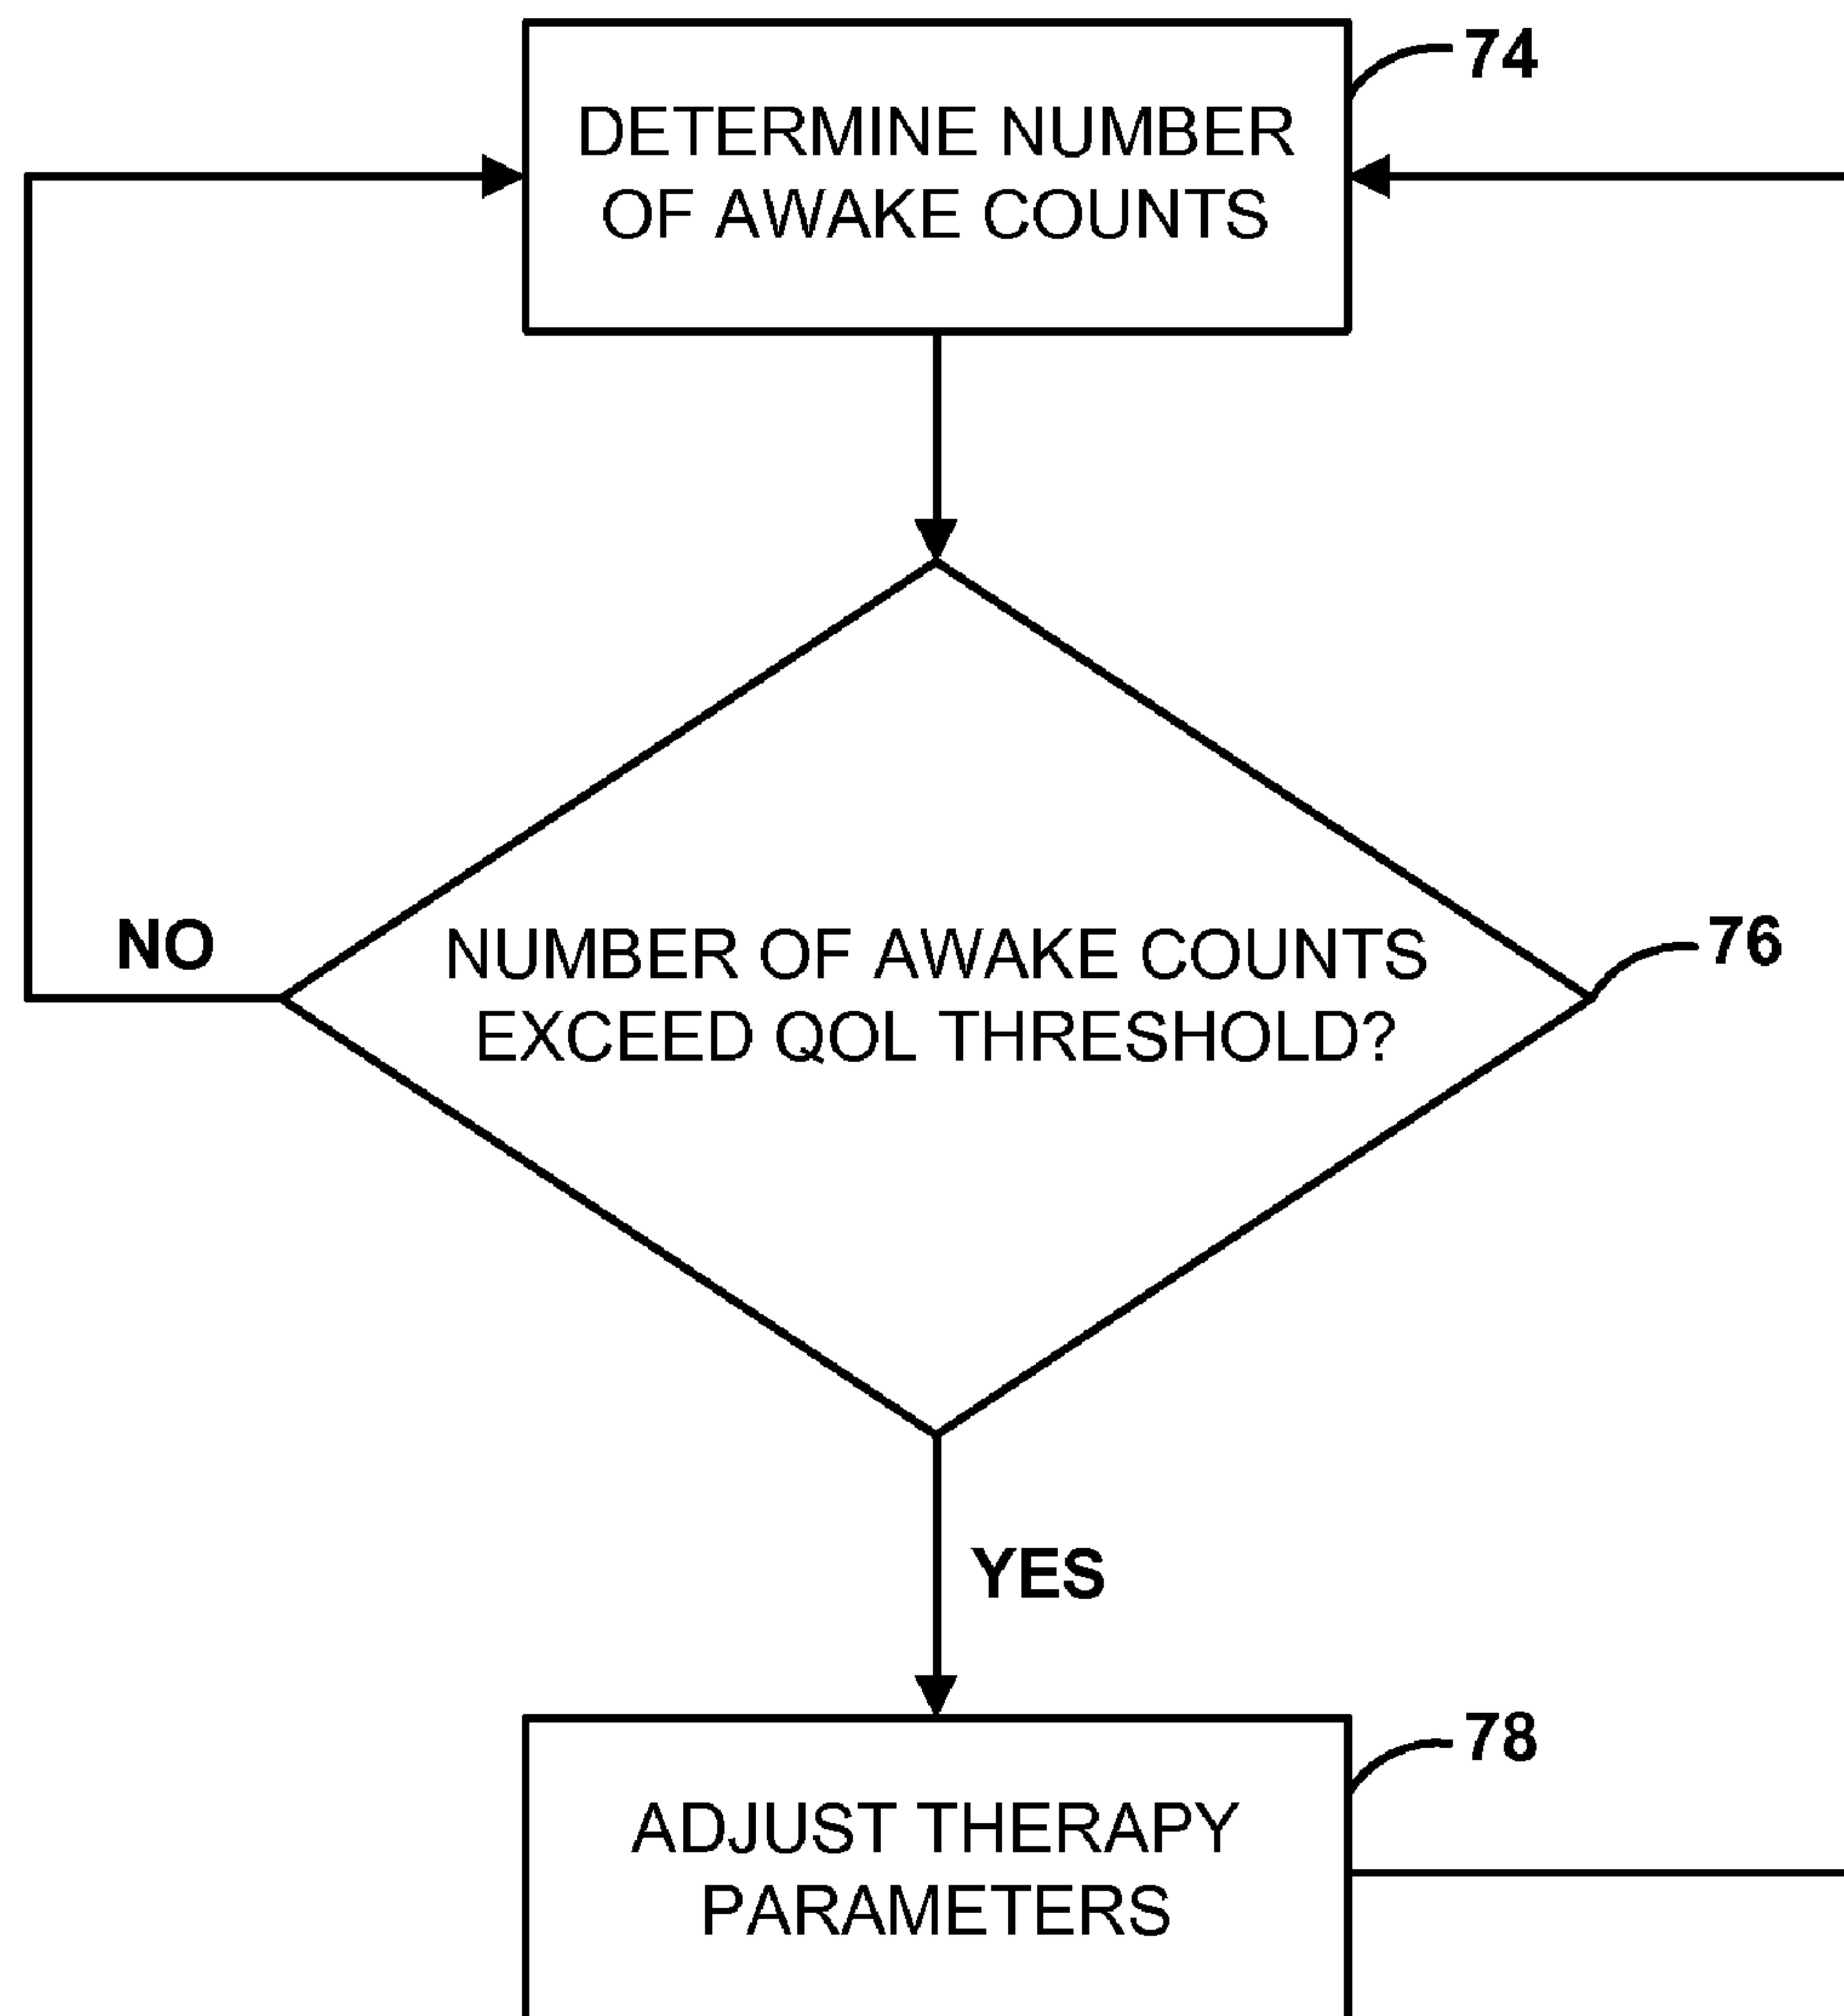 74
DETERMINE NUMBER
OF AWAKE COUNTS
NO
NUMBER OF AWAKE COUNTS
EXCEED QOL THRESHOLD?
76
YES
78
ADJUST THERAPY
PARAMETERS